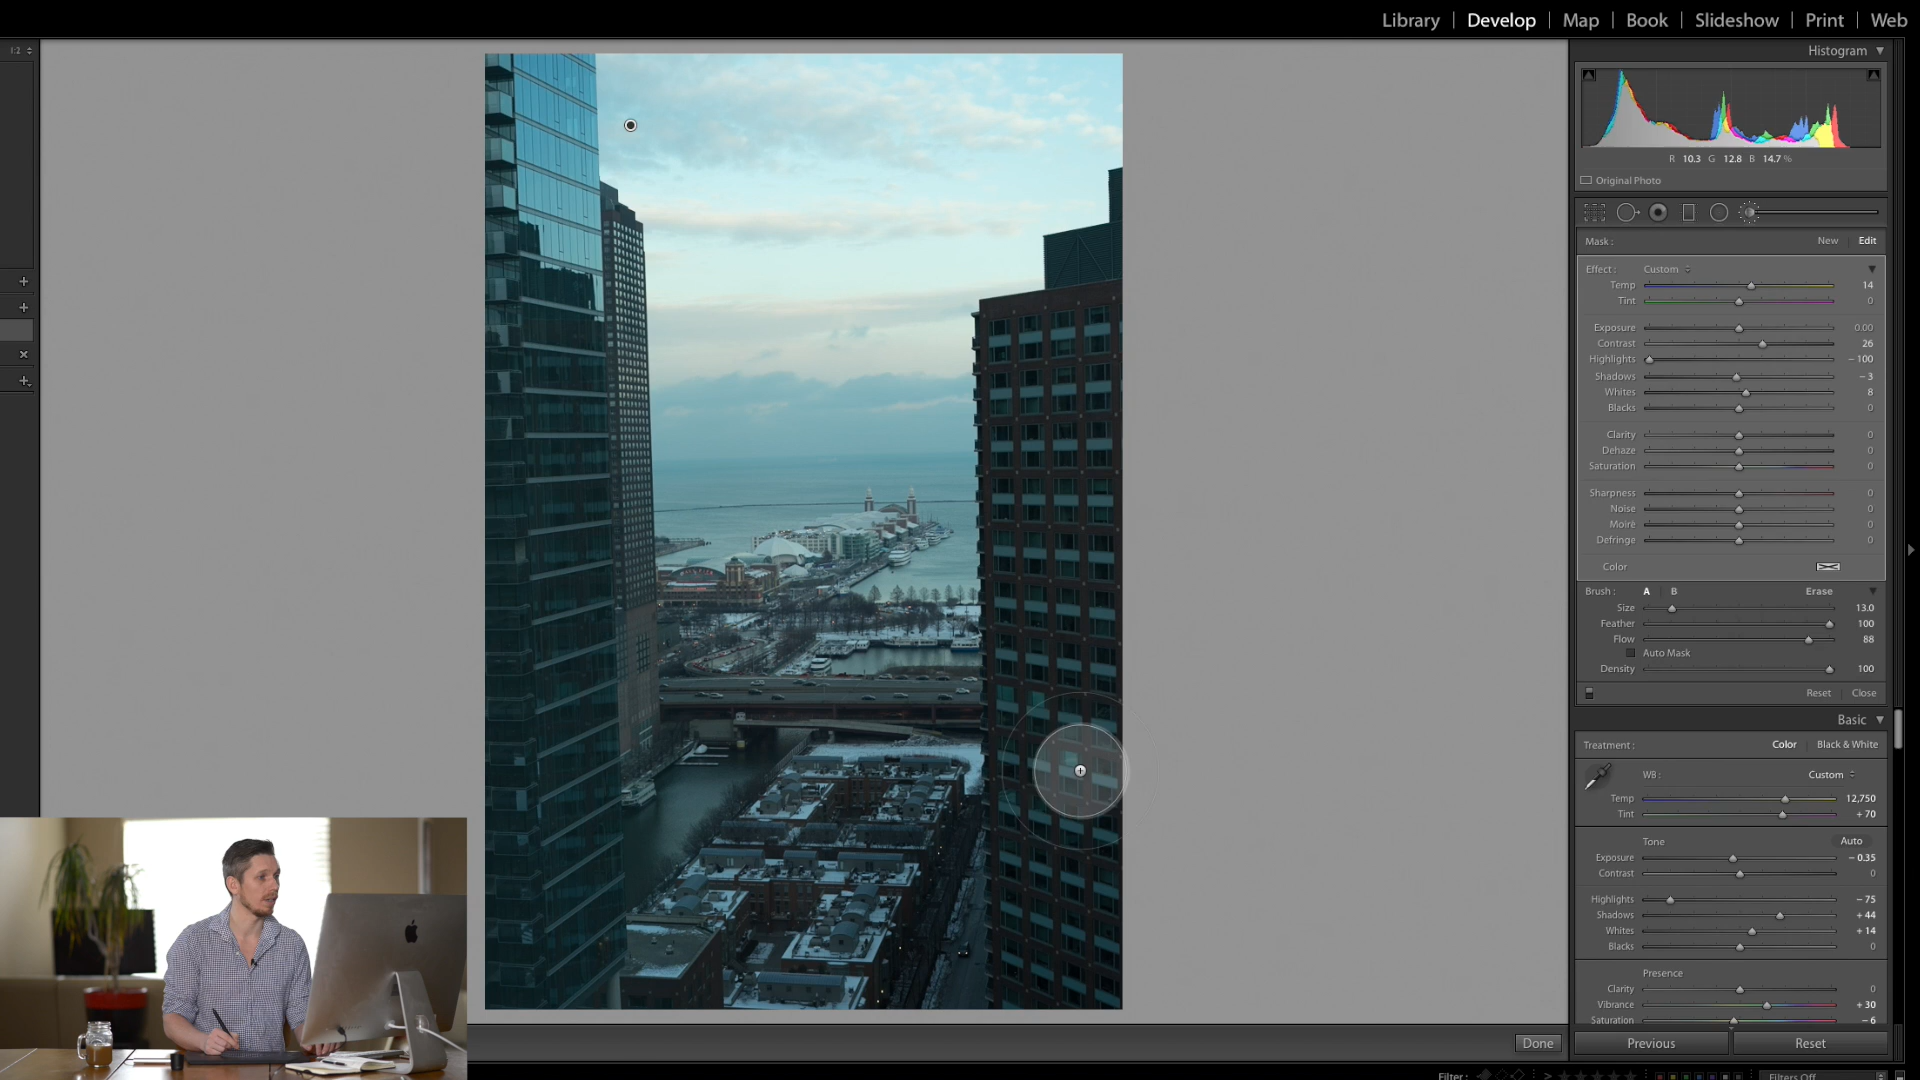 Library | Develop | Map | Book | Slideshow | Print | Web
1:2
Histogram
R 10.3 G 12.8 B 14.7 %
Original Photo
Mask : New Edit
Effect : Custom
Temp 14
Tint 0
Exposure 0.00
Contrast 26
Highlights − 100
Shadows − 3
Whites 8
Blacks 0
Clarity 0
Dehaze 0
Saturation 0
Sharpness 0
Noise 0
Moiré 0
Defringe 0
Color
Brush : A B Erase
Size 13.0
Feather 100
Flow 88
Auto Mask
Density 100
Reset Close
Basic
Treatment : Color Black & White
WB : Custom
Temp 12,750
Tint + 70
Tone Auto
Exposure − 0.35
Contrast 0
Highlights − 75
Shadows + 44
Whites + 14
Blacks 0
Presence
Clarity 0
Vibrance + 30
Saturation − 6
Done Previous Reset
Filter : Filters Off